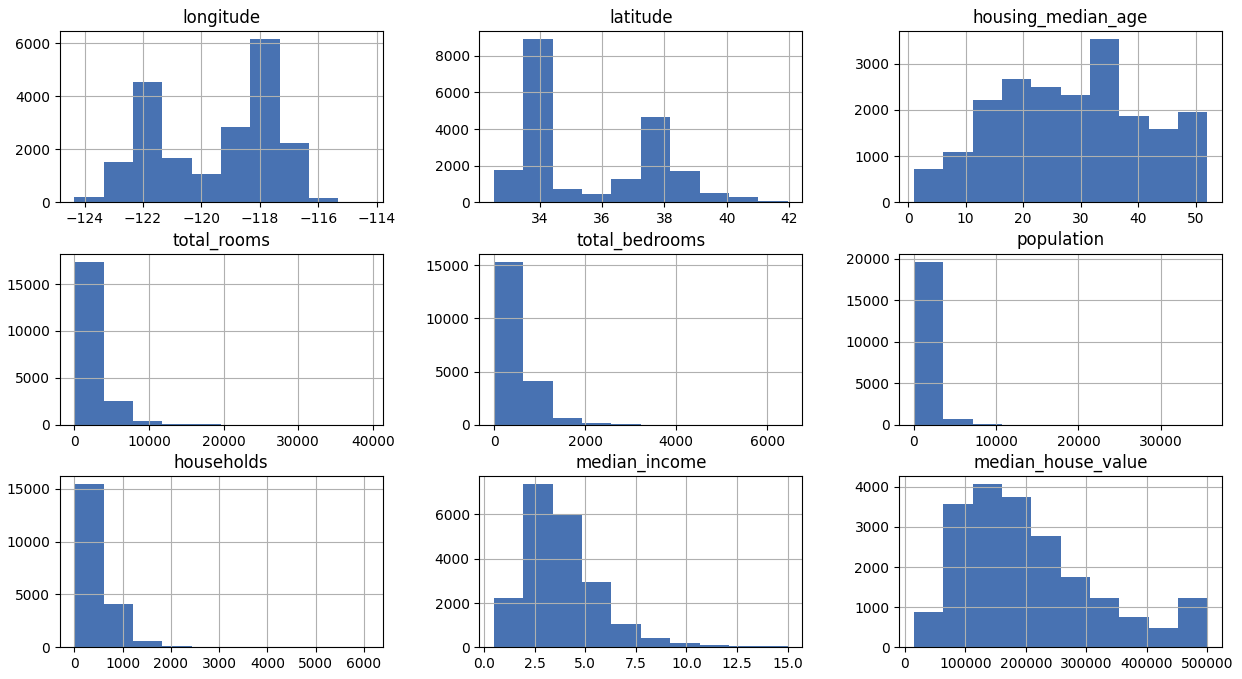 longitude
6000
4000
2000
0
−124 −122 −120 −118 −116 −114
latitude
8000
6000
4000
2000
0
34 36 38 40 42
housing_median_age
3000
2000
1000
0
0 10 20 30 40 50
total_rooms
15000
10000
5000
0
0 10000 20000 30000 40000
total_bedrooms
15000
10000
5000
0
0 2000 4000 6000
population
20000
15000
10000
5000
0
0 10000 20000 30000
households
15000
10000
5000
0
0 1000 2000 3000 4000 5000 6000
median_income
6000
4000
2000
0
0.0 2.5 5.0 7.5 10.0 12.5 15.0
median_house_value
4000
3000
2000
1000
0
0 100000 200000 300000 400000 500000